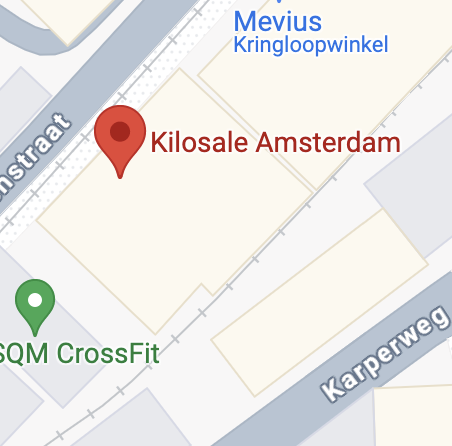 Mevius
Kringloopwinkel
Kilosale Amsterdam
nstraat
SQM CrossFit
Karperweg